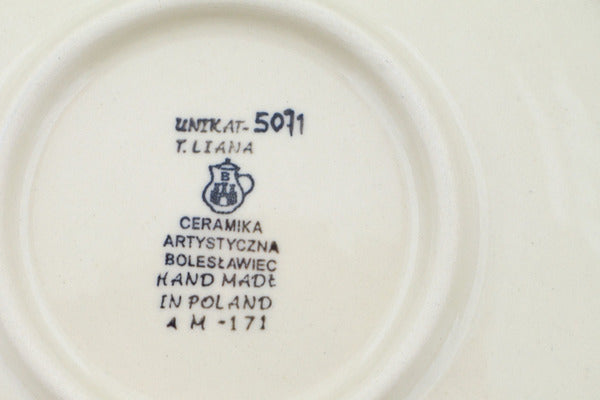 UNIKAT-5071
T. LIANA
B
CERAMIKA
ARTYSTYCZNA
BOLESŁAWIEC
HAND MADE
IN POLAND
A M -171